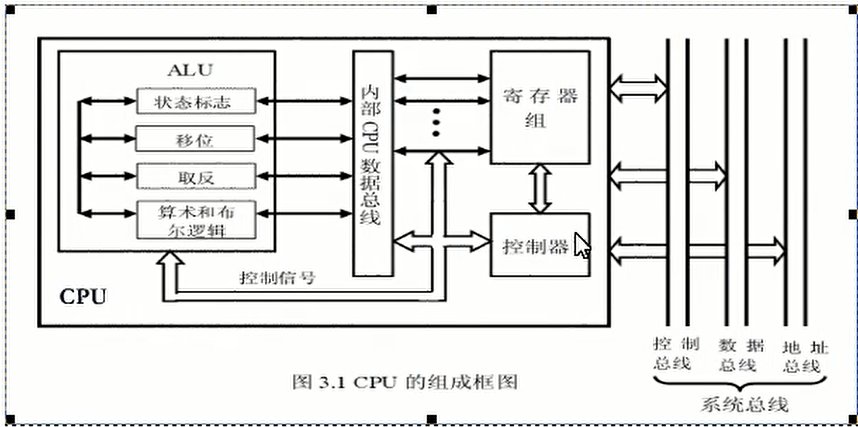 ALU
状态标志
移位
取反
算术和布
尔逻辑
内部CPU数据总线
寄存器
组
控制器
控制信号
CPU
控制
总线
数据
总线
地址
总线
系统总线
图 3.1 CPU 的组成框图